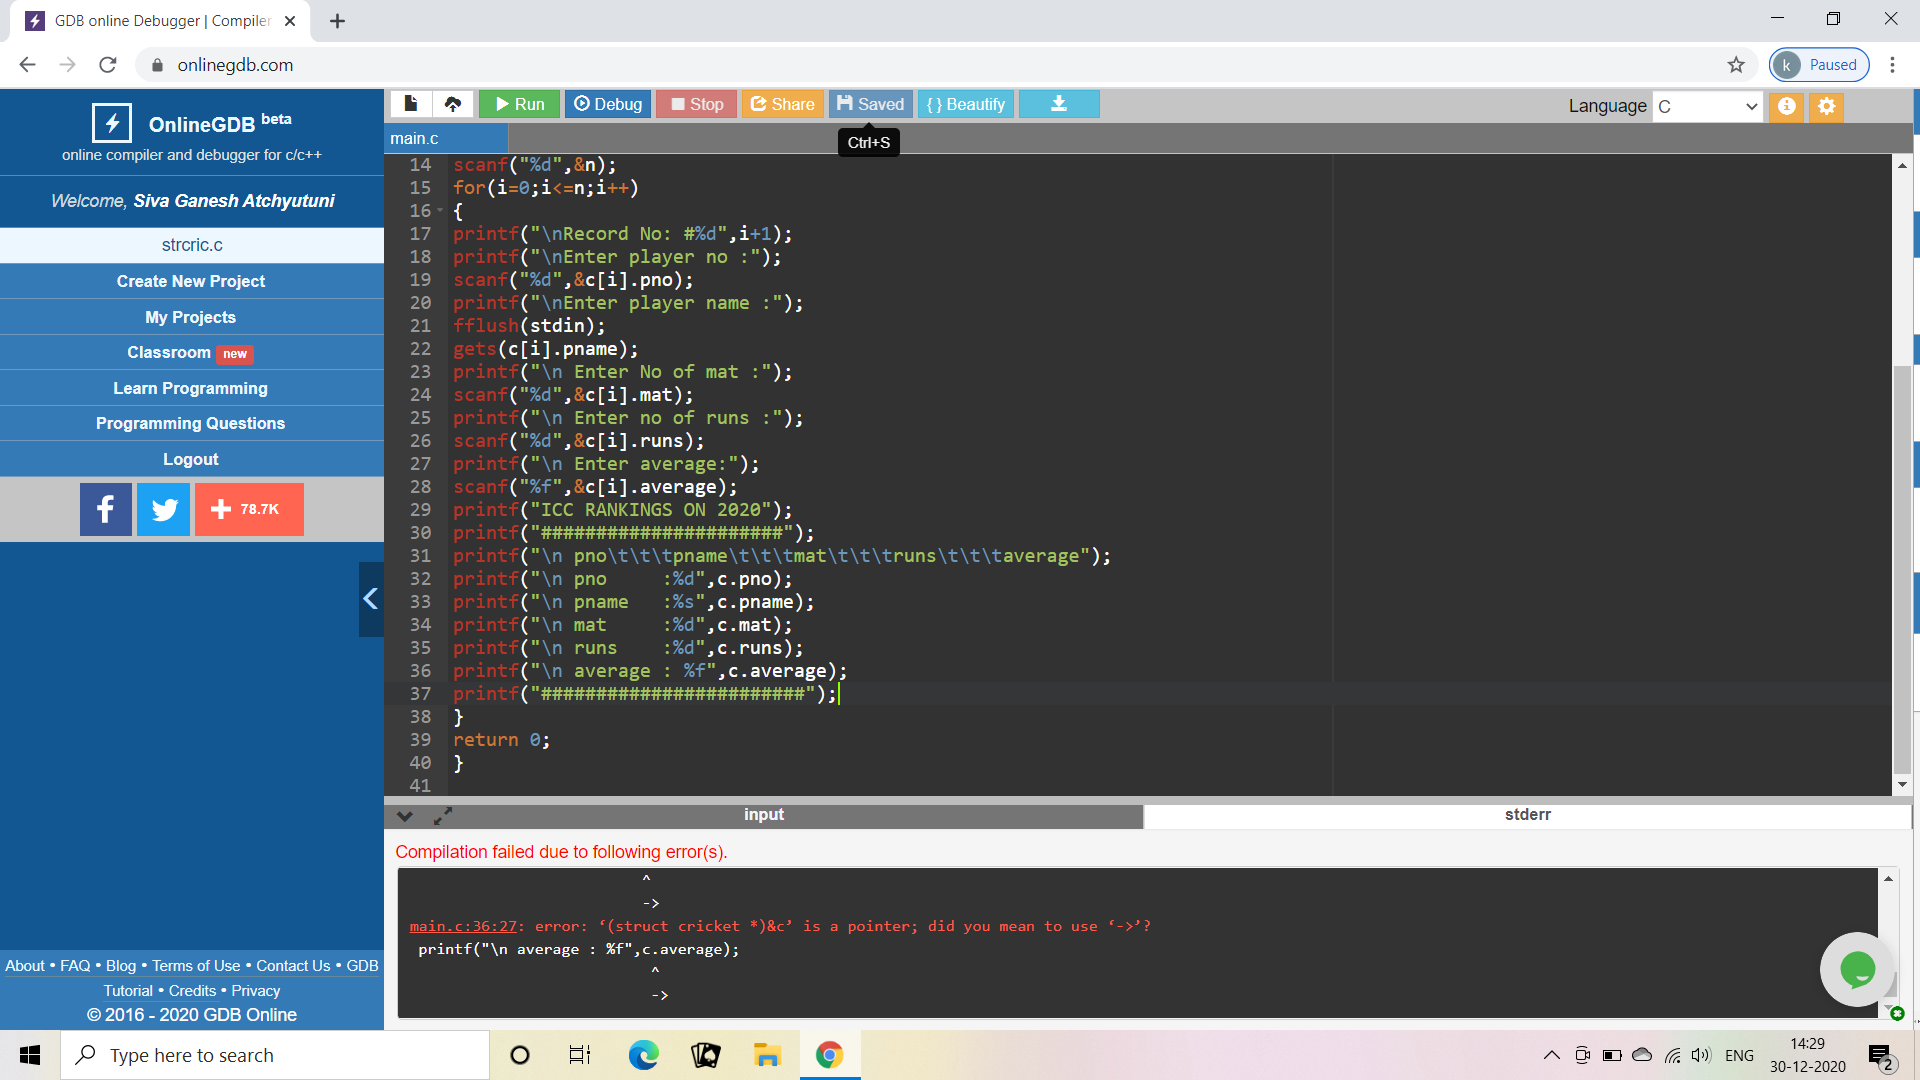 GDB online Debugger | Compiler
onlinegdb.com
k Paused
OnlineGDB beta
online compiler and debugger for c/c++
Welcome, Siva Ganesh Atchyutuni
strcric.c
Create New Project
My Projects
Classroom new
Learn Programming
Programming Questions
Logout
78.7K
About • FAQ • Blog • Terms of Use • Contact Us • GDB
Tutorial • Credits • Privacy
© 2016 - 2020 GDB Online
Run Debug Stop Share Saved { } Beautify
Language C
main.c
Ctrl+S
14 scanf("%d",&n);
15 for(i=0;i<=n;i++)
16 {
17 printf("\nRecord No: #%d",i+1);
18 printf("\nEnter player no :");
19 scanf("%d",&c[i].pno);
20 printf("\nEnter player name :");
21 fflush(stdin);
22 gets(c[i].pname);
23 printf("\n Enter No of mat :");
24 scanf("%d",&c[i].mat);
25 printf("\n Enter no of runs :");
26 scanf("%d",&c[i].runs);
27 printf("\n Enter average:");
28 scanf("%f",&c[i].average);
29 printf("ICC RANKINGS ON 2020");
30 printf("######################");
31 printf("\n pno\t\t\tpname\t\t\tmat\t\t\truns\t\t\taverage");
32 printf("\n pno     :%d",c.pno);
33 printf("\n pname   :%s",c.pname);
34 printf("\n mat     :%d",c.mat);
35 printf("\n runs    :%d",c.runs);
36 printf("\n average : %f",c.average);
37 printf("########################");
38 }
39 return 0;
40 }
41
input
stderr
Compilation failed due to following error(s).
^
->
main.c:36:27: error: ‘(struct cricket *)&c’ is a pointer; did you mean to use ‘->’?
printf("\n average : %f",c.average);
^
->
Type here to search
ENG
14:29
30-12-2020
2